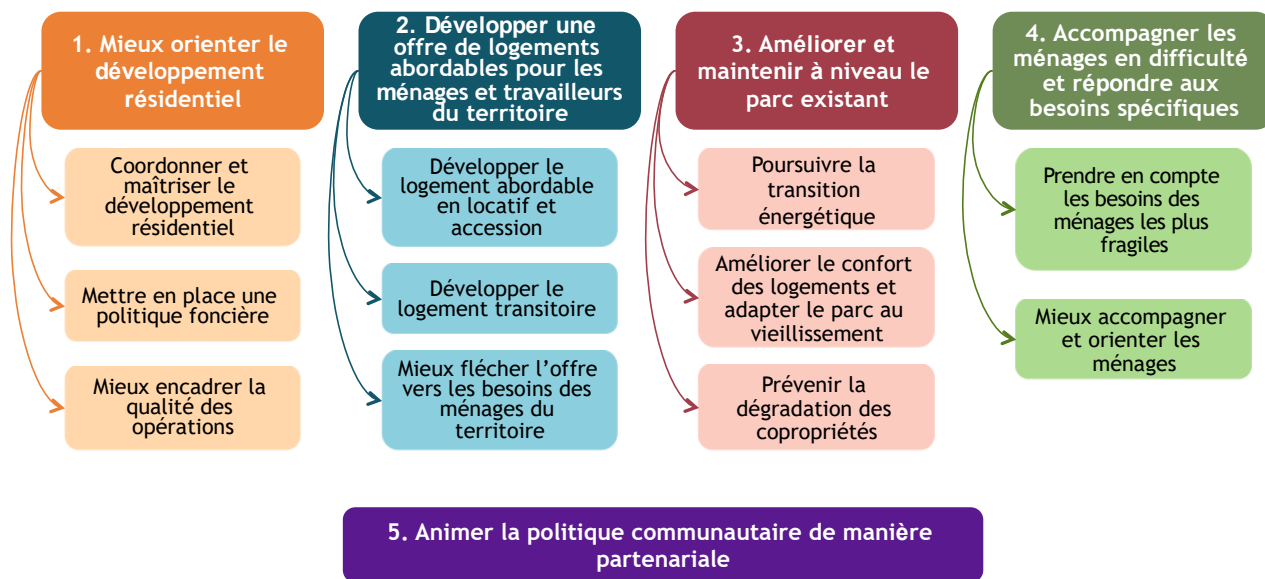 1. Mieux orienter le
développement
résidentiel
Coordonner et
maîtriser le
développement
résidentiel
Mettre en place une
politique foncière
Mieux encadrer la
qualité des
opérations
2. Développer une
offre de logements
abordables pour les
ménages et travailleurs
du territoire
Développer le
logement abordable
en locatif et
accession
Développer le
logement transitoire
Mieux flécher l’offre
vers les besoins des
ménages du
territoire
3. Améliorer et
maintenir à niveau le
parc existant
Poursuivre la
transition
énergétique
Améliorer le confort
des logements et
adapter le parc au
vieillissement
Prévenir la
dégradation des
copropriétés
4. Accompagner les
ménages en difficulté
et répondre aux
besoins spécifiques
Prendre en compte
les besoins des
ménages les plus
fragiles
Mieux accompagner
et orienter les
ménages
5. Animer la politique communautaire de manière
partenariale